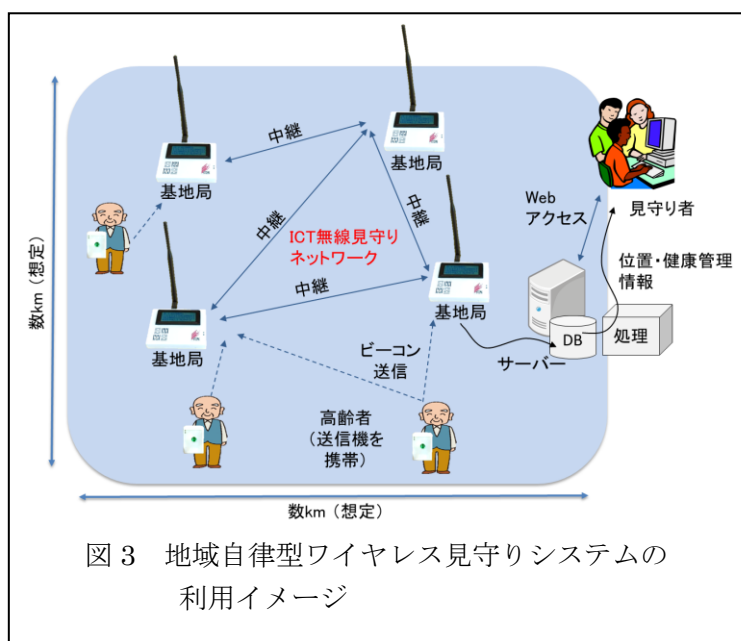 中継
基地局
基地局
中継
中継
ICT無線見守り
ネットワーク
中継
基地局
基地局
数km（想定）
ビーコン
送信
高齢者
（送信機を
携帯）
Web
アクセス
見守り者
位置・健康管理
情報
DB
処理
サーバー
数km（想定）
図3　地域自律型ワイヤレス見守りシステムの
利用イメージ